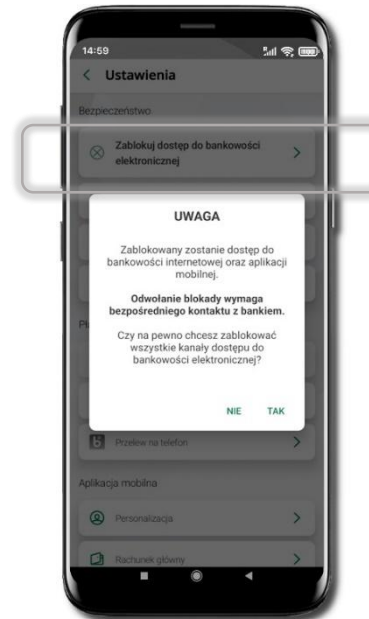 14:59
Ustawienia
Bezpieczeństwo
Zablokuj dostęp do bankowości
elektronicznej
UWAGA
Zablokowany zostanie dostęp do
bankowości internetowej oraz aplikacji
mobilnej.
Odwołanie blokady wymaga
bezpośredniego kontaktu z bankiem.
Czy na pewno chcesz zablokować
wszystkie kanały dostępu do
bankowości elektronicznej?
NIE TAK
Przelew na telefon
Aplikacja mobilna
Personalizacja
Rachunek główny